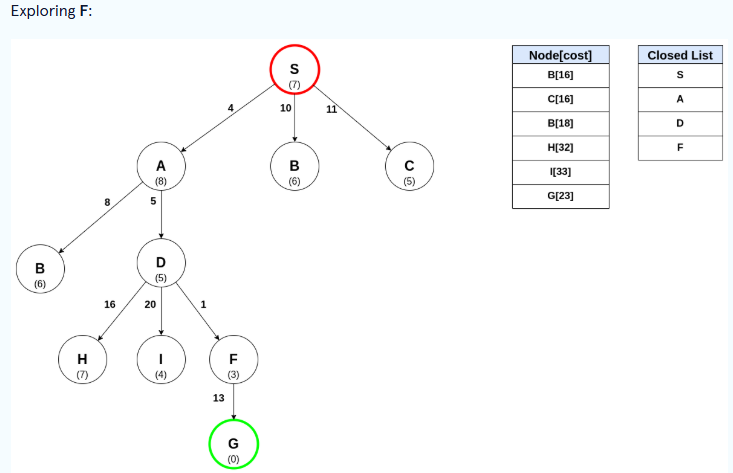 Exploring F:
S
(7)
4
10
11
A
(8)
B
(6)
C
(5)
8
5
B
(6)
D
(5)
16
20
1
H
(7)
I
(4)
F
(3)
13
G
(0)
Node[cost]
B[16]
C[16]
B[18]
H[32]
I[33]
G[23]
Closed List
S
A
D
F